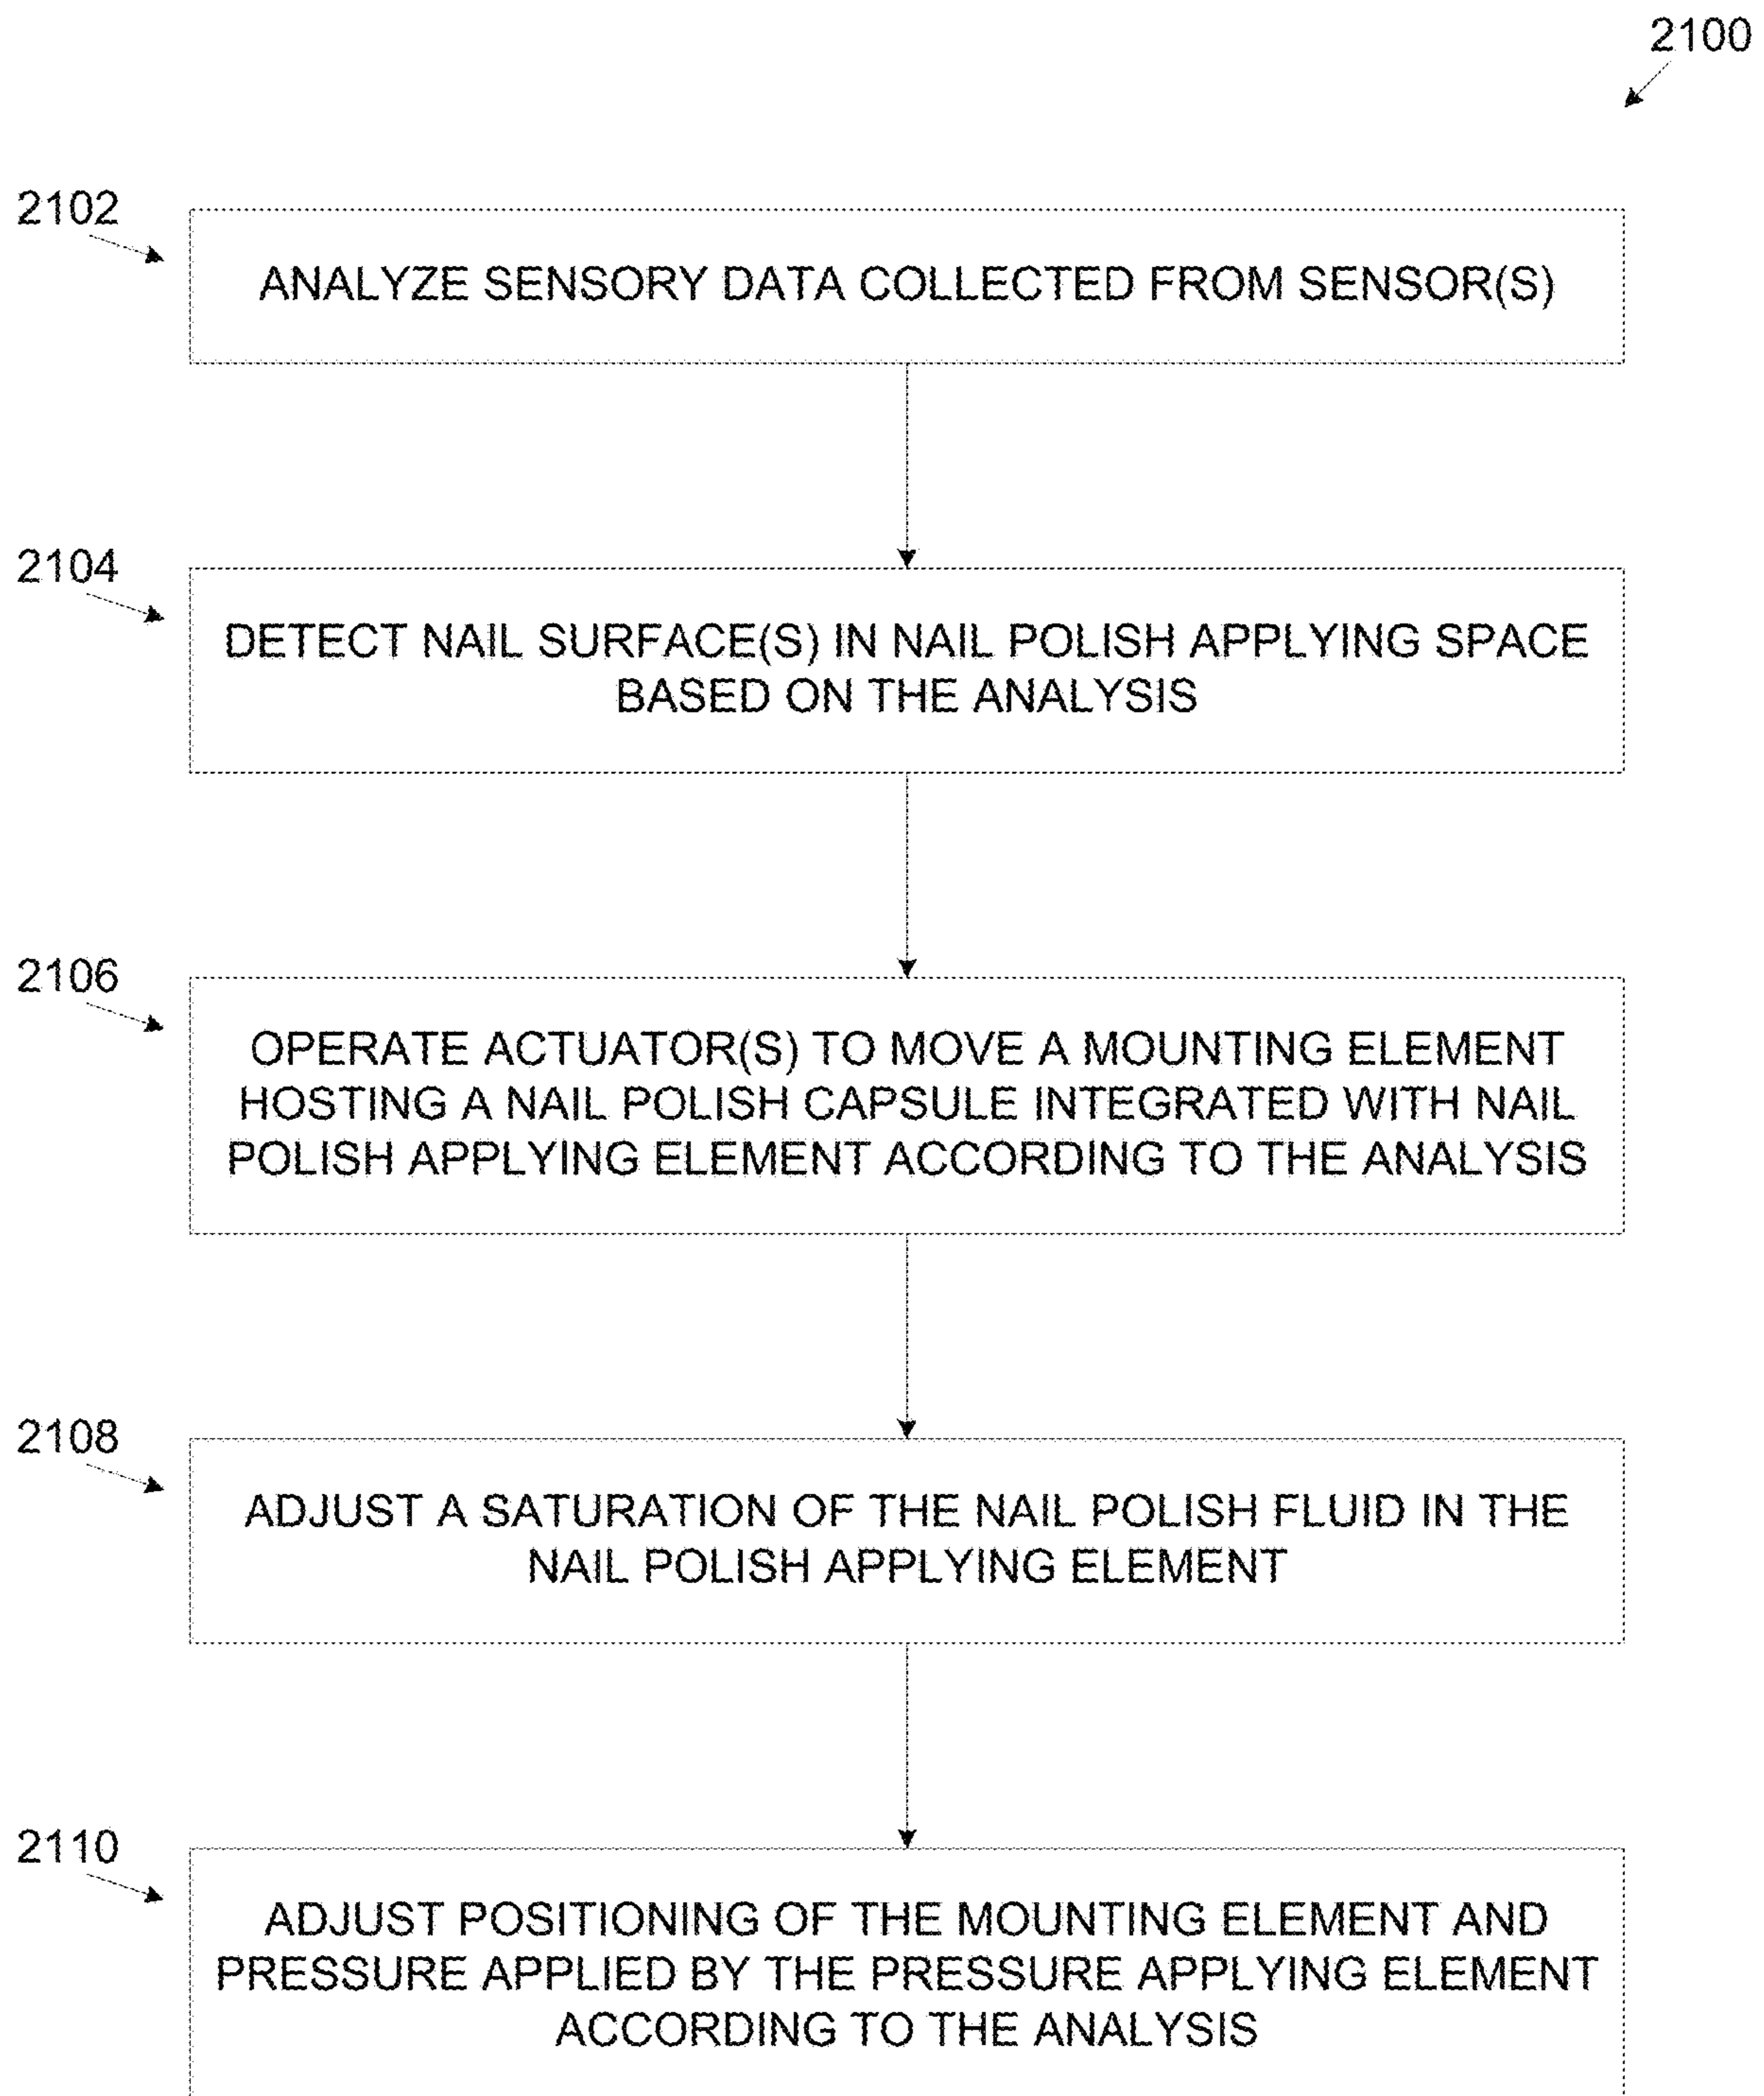 2100
2102
ANALYZE SENSORY DATA COLLECTED FROM SENSOR(S)
2104
DETECT NAIL SURFACE(S) IN NAIL POLISH APPLYING SPACE
BASED ON THE ANALYSIS
2106
OPERATE ACTUATOR(S) TO MOVE A MOUNTING ELEMENT
HOSTING A NAIL POLISH CAPSULE INTEGRATED WITH NAIL
POLISH APPLYING ELEMENT ACCORDING TO THE ANALYSIS
2108
ADJUST A SATURATION OF THE NAIL POLISH FLUID IN THE
NAIL POLISH APPLYING ELEMENT
2110
ADJUST POSITIONING OF THE MOUNTING ELEMENT AND
PRESSURE APPLIED BY THE PRESSURE APPLYING ELEMENT
ACCORDING TO THE ANALYSIS